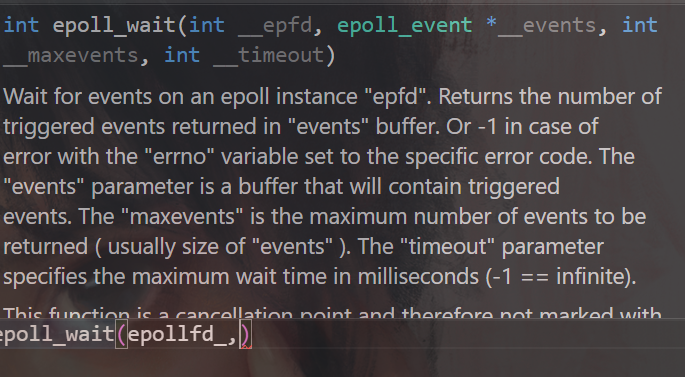 int epoll_wait(int __epfd, epoll_event *__events, int
__maxevents, int __timeout)
Wait for events on an epoll instance "epfd". Returns the number of
triggered events returned in "events" buffer. Or -1 in case of
error with the "errno" variable set to the specific error code. The
"events" parameter is a buffer that will contain triggered
events. The "maxevents" is the maximum number of events to be
returned ( usually size of "events" ). The "timeout" parameter
specifies the maximum wait time in milliseconds (-1 == infinite).
This function is a cancellation point and therefore not marked with
epoll_wait(epollfd_,)